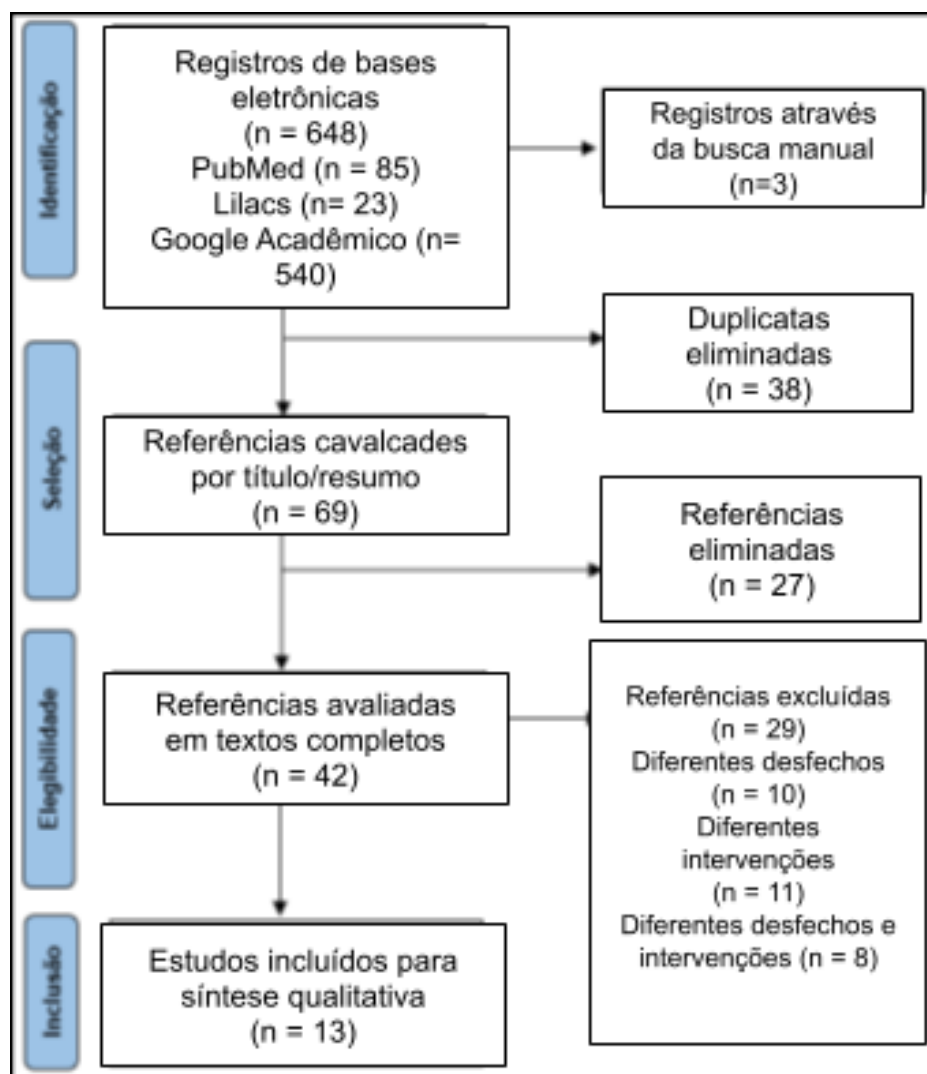 Identificação
Registros de bases
eletrônicas
(n = 648)
PubMed (n = 85)
Lilacs (n= 23)
Google Acadêmico (n=
540)
Registros através
da busca manual
(n=3)
Seleção
Duplicatas
eliminadas
(n = 38)
Referências cavalcades
por título/resumo
(n = 69)
Referências
eliminadas
(n = 27)
Elegibilidade
Referências avaliadas
em textos completos
(n = 42)
Referências excluídas
(n = 29)
Diferentes desfechos
(n = 10)
Diferentes
intervenções
(n = 11)
Diferentes desfechos e
intervenções (n = 8)
Inclusão
Estudos incluídos para
síntese qualitativa
(n = 13)